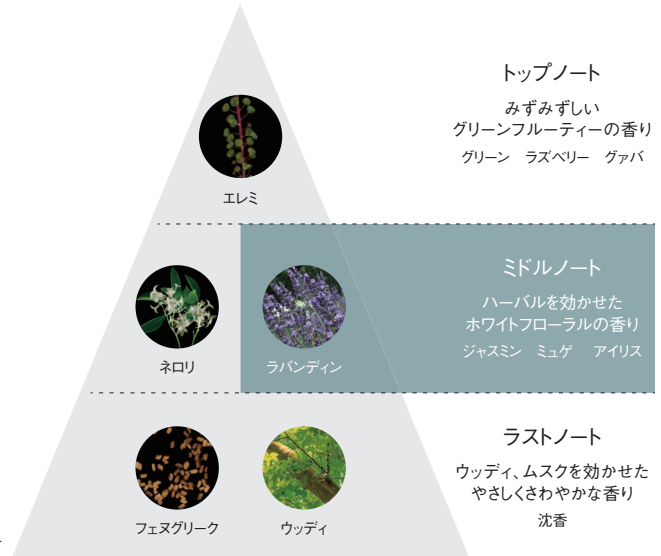 トップノート
みずみずしい
グリーンフルーティーの香り
グリーン ラズベリー グァバ
エレミ
ミドルノート
ハーバルを効かせた
ホワイトフローラルの香り
ジャスミン ミュゲ アイリス
ネロリ
ラバンディン
ラストノート
ウッディ、ムスクを効かせた
やさしくさわやかな香り
沈香
フェヌグリーク
ウッディ